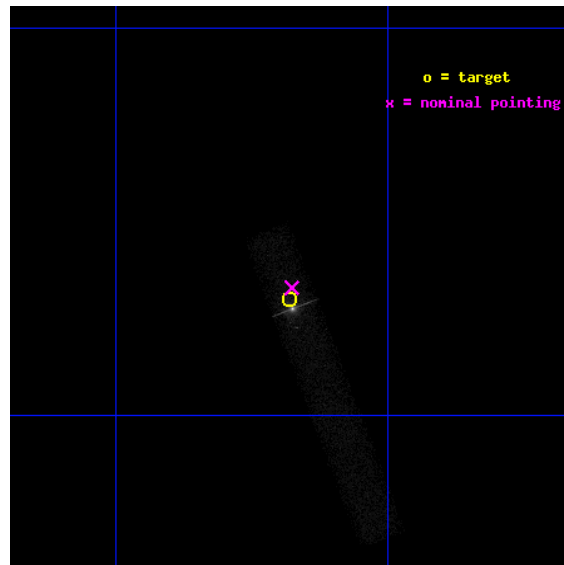 o = target
x = nominal pointing